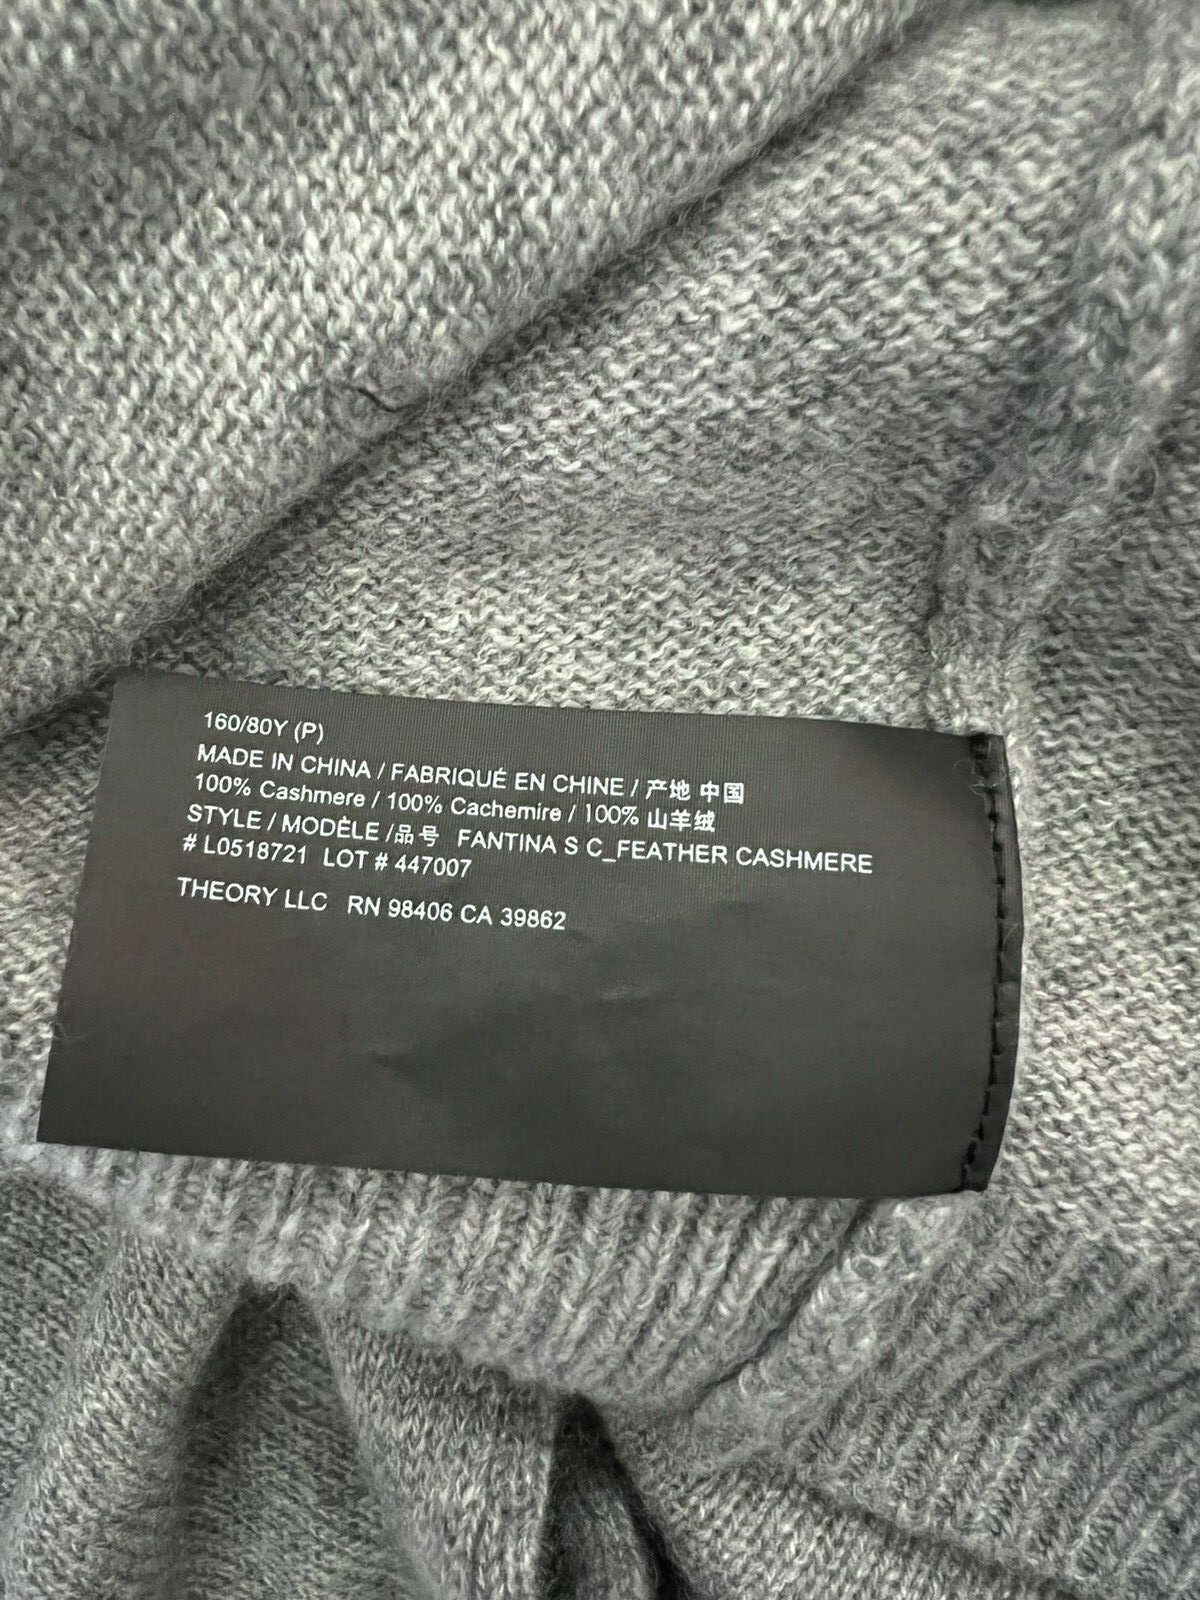 160/80Y (P)
MADE IN CHINA / FABRIQUÉ EN CHINE / 产地 中国
100% Cashmere / 100% Cachemire / 100% 山羊绒
STYLE / MODÈLE /品号 FANTINA S C_FEATHER CASHMERE
# L0518721 LOT # 447007
THEORY LLC RN 98406 CA 39862